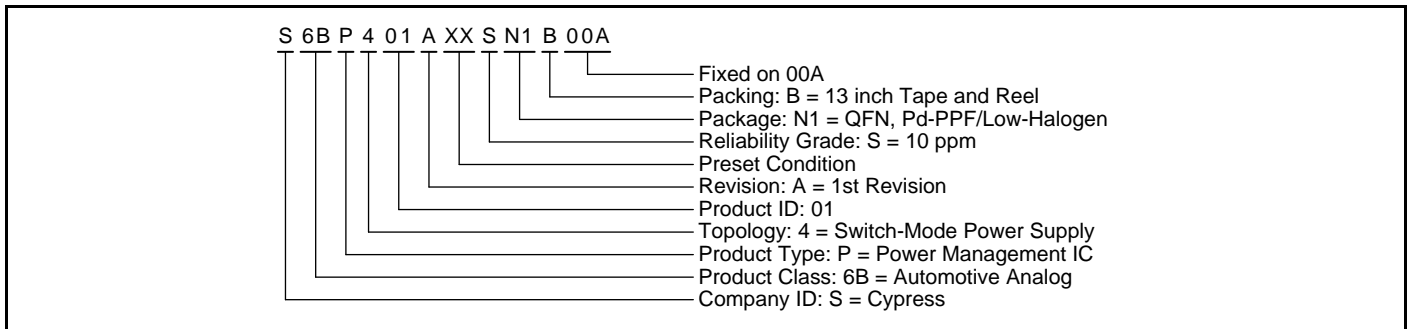 S 6B P 4 01 A XX S N1 B 00A
Fixed on 00A
Packing: B = 13 inch Tape and Reel
Package: N1 = QFN, Pd-PPF/Low-Halogen
Reliability Grade: S = 10 ppm
Preset Condition
Revision: A = 1st Revision
Product ID: 01
Topology: 4 = Switch-Mode Power Supply
Product Type: P = Power Management IC
Product Class: 6B = Automotive Analog
Company ID: S = Cypress